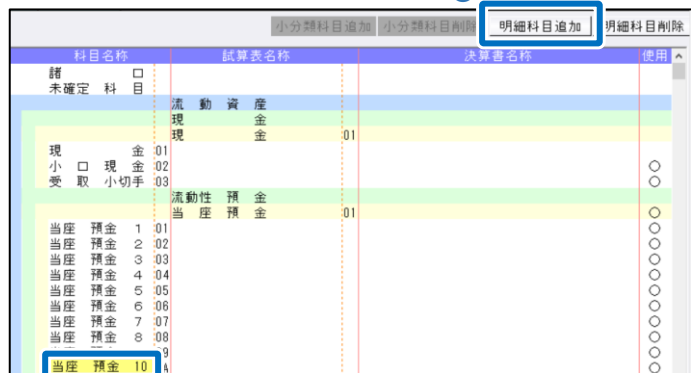 小分類科目追加 小分類科目削除 明細科目追加 明細科目削除
科目名称 試算表名称 決算書名称 使用
諸 口
未確定 科 目
流 動 資 産
現 金
現 金 01
現 金 01
小 口 現 金 02 ○
受 取 小切手 03 ○
流動性 預 金
当 座 預 金 01 ○
当座 預金 1 01 ○
当座 預金 2 02 ○
当座 預金 3 03 ○
当座 預金 4 04 ○
当座 預金 5 05 ○
当座 預金 6 06 ○
当座 預金 7 07 ○
当座 預金 8 08 ○
9 ○
当座 預金 10 A ○